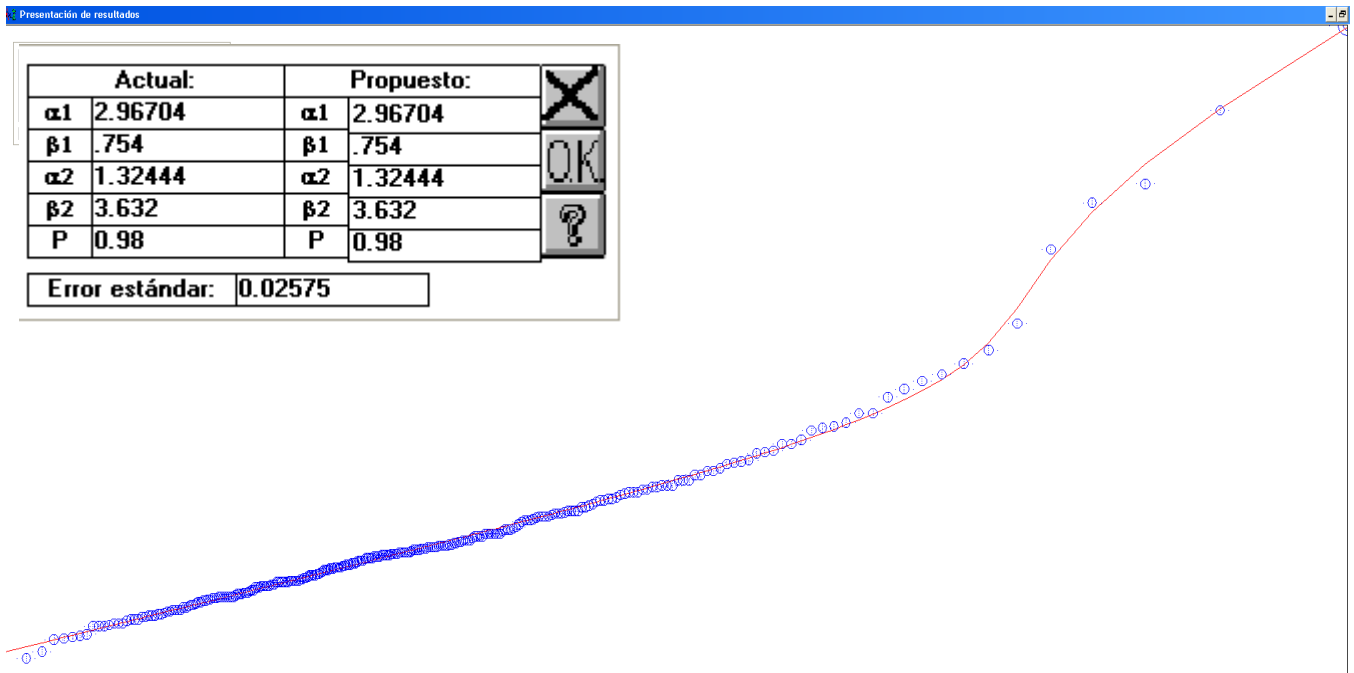 Presentación de resultados
Actual: Propuesto:
α1 2.96704 α1 2.96704
β1 .754 β1 .754
α2 1.32444 α2 1.32444
β2 3.632 β2 3.632
P 0.98 P 0.98
O.K.
?
Error estándar: 0.02575